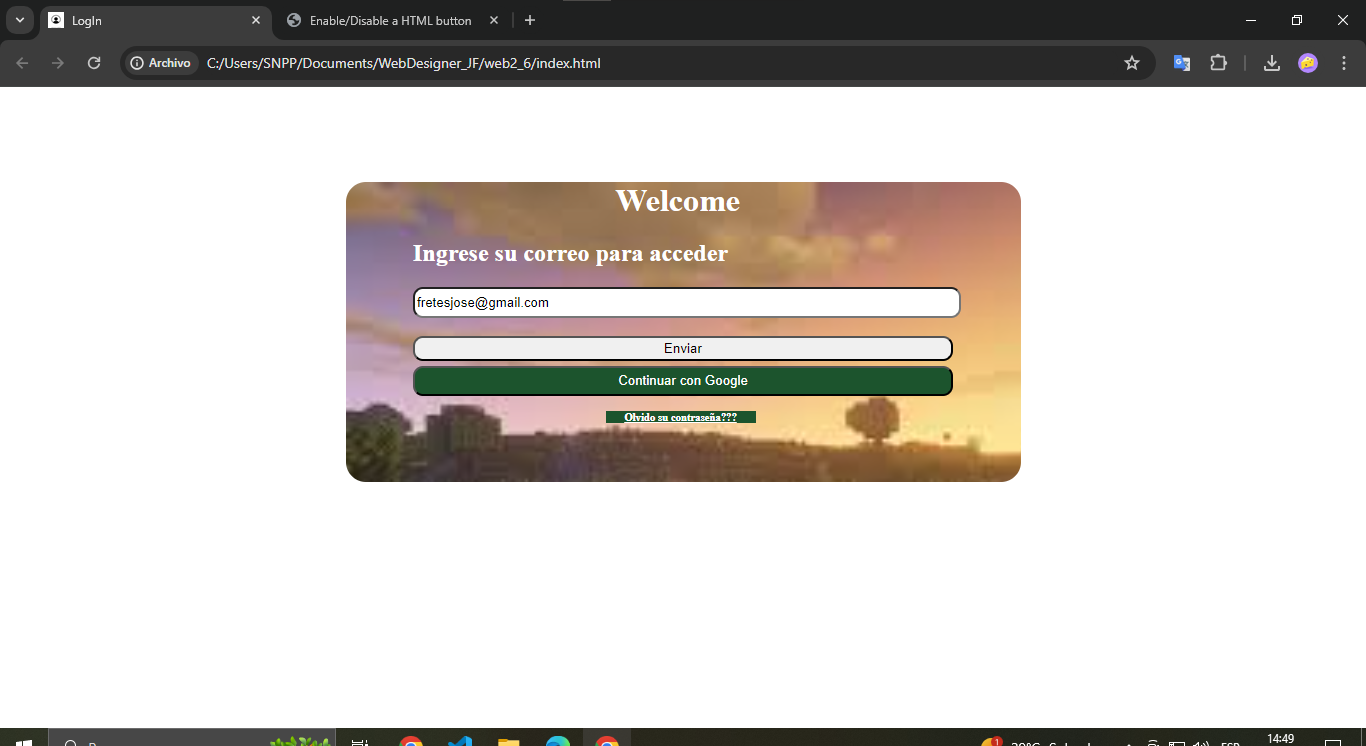 LogIn
Enable/Disable a HTML button
Archivo
C:/Users/SNPP/Documents/WebDesigner_JF/web2_6/index.html
Welcome
Ingrese su correo para acceder
fretesjose@gmail.com
Enviar
Continuar con Google
Olvido su contraseña???
1
14:49